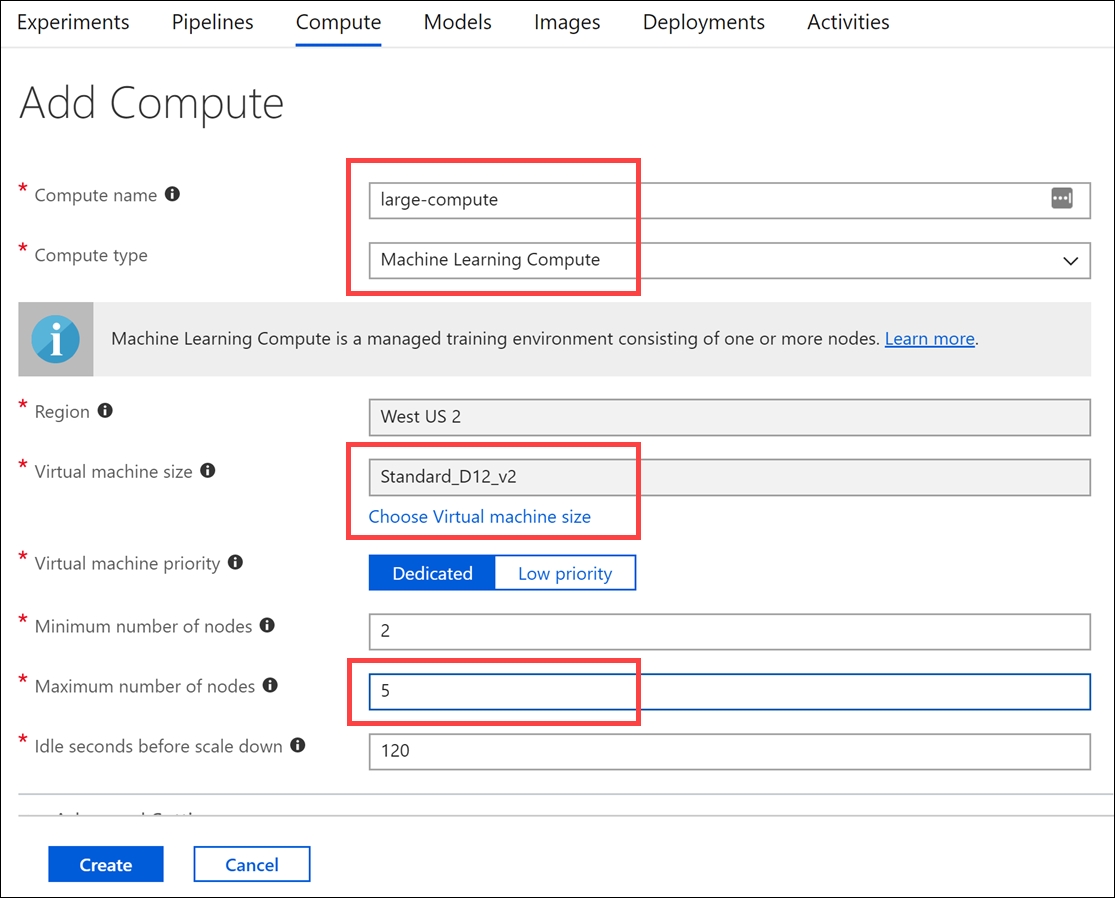 Experiments Pipelines Compute Models Images Deployments Activities
Add Compute
* Compute name
large-compute
* Compute type
Machine Learning Compute
Machine Learning Compute is a managed training environment consisting of one or more nodes. Learn more.
* Region
West US 2
* Virtual machine size
Standard_D12_v2
Choose Virtual machine size
* Virtual machine priority
Dedicated Low priority
* Minimum number of nodes
2
* Maximum number of nodes
5
* Idle seconds before scale down
120
Create Cancel